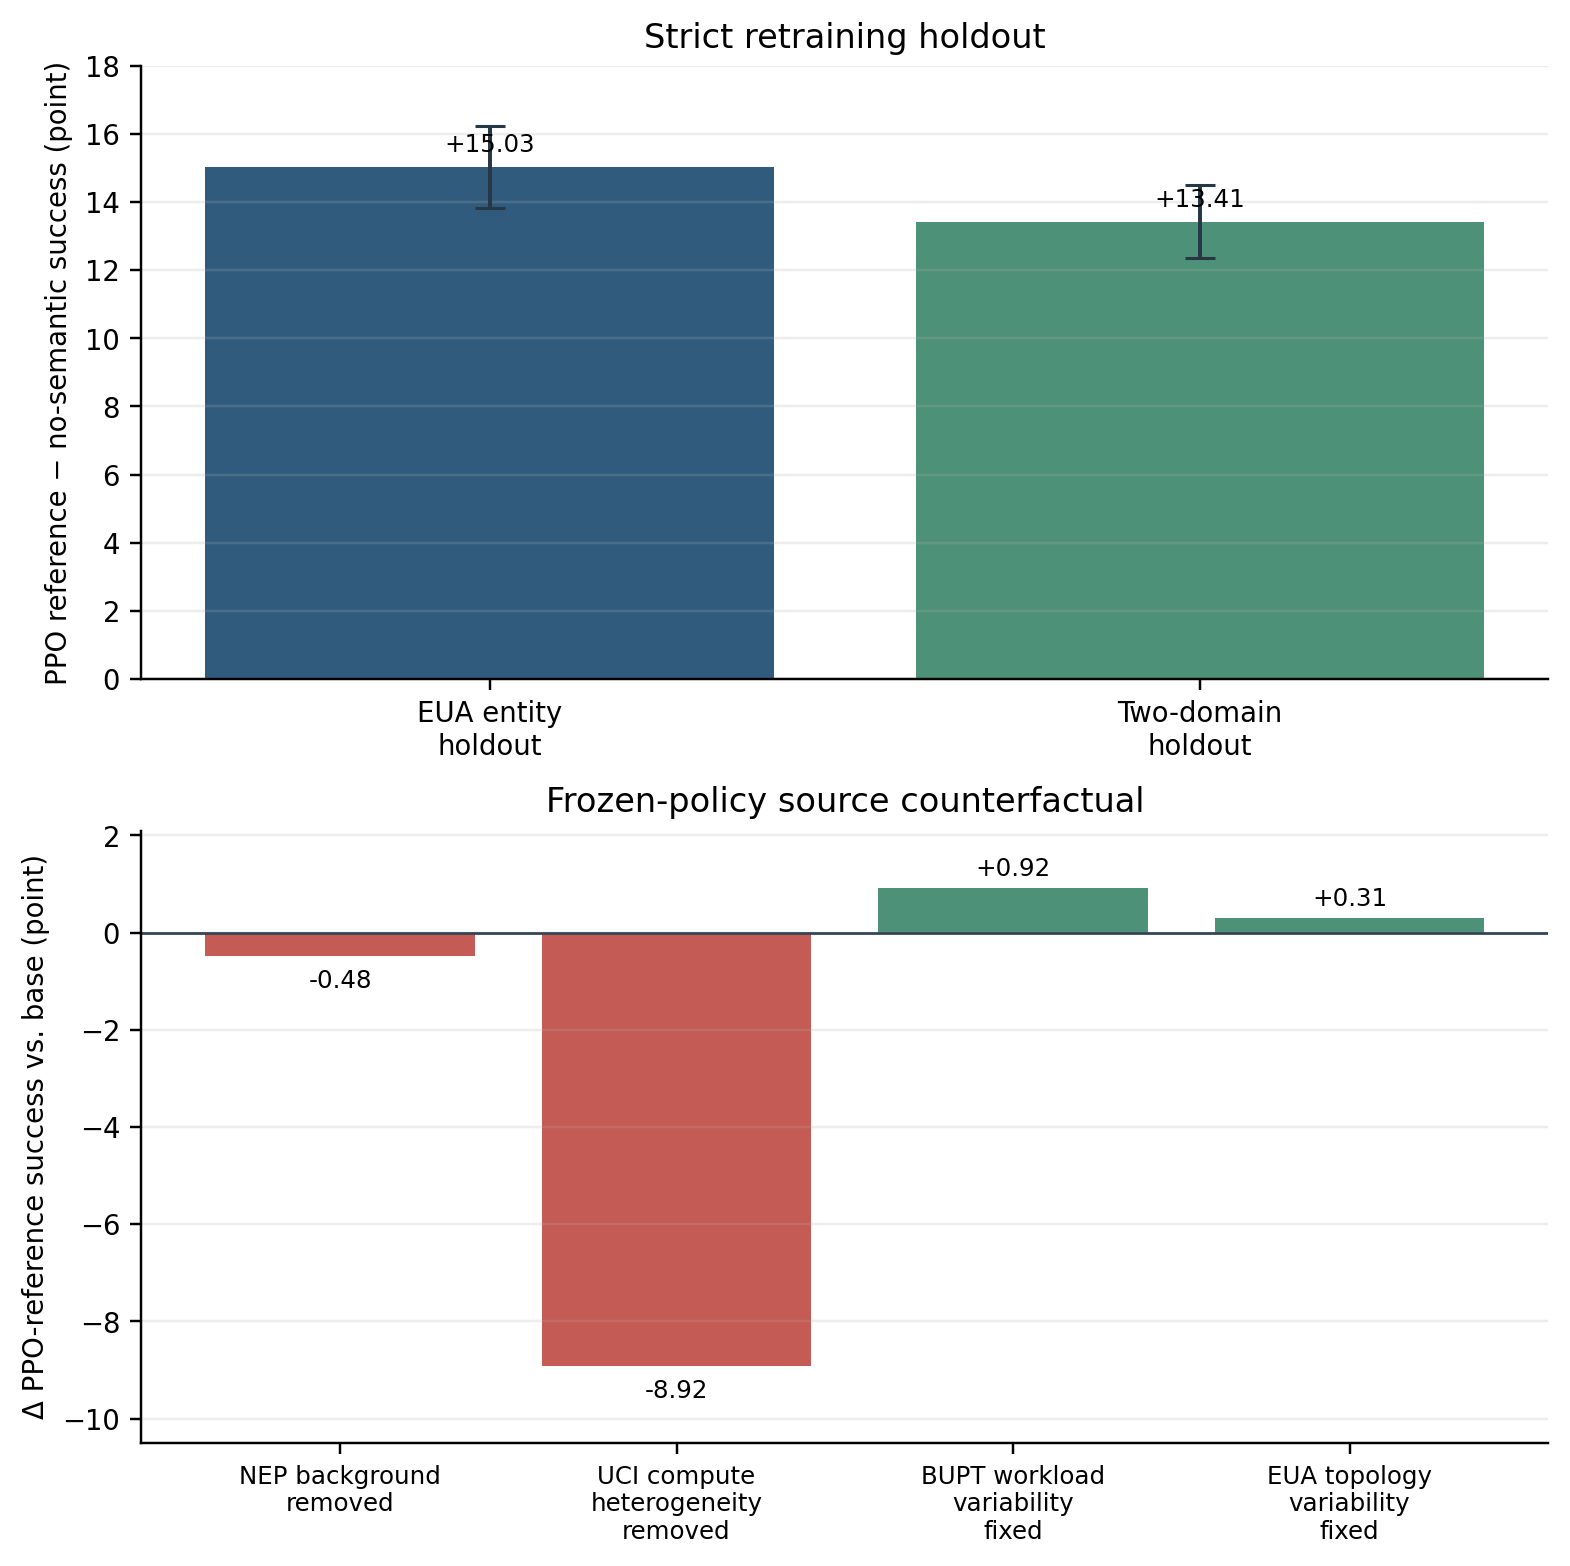 Strict retraining holdout
PPO reference − no-semantic success (point)
18
16
14
12
10
8
6
4
2
0
+15.03
+13.41
EUA entity
holdout
Two-domain
holdout
Frozen-policy source counterfactual
Δ PPO-reference success vs. base (point)
2
0
−2
−4
−6
−8
−10
-0.48
-8.92
+0.92
+0.31
NEP background
removed
UCI compute
heterogeneity
removed
BUPT workload
variability
fixed
EUA topology
variability
fixed